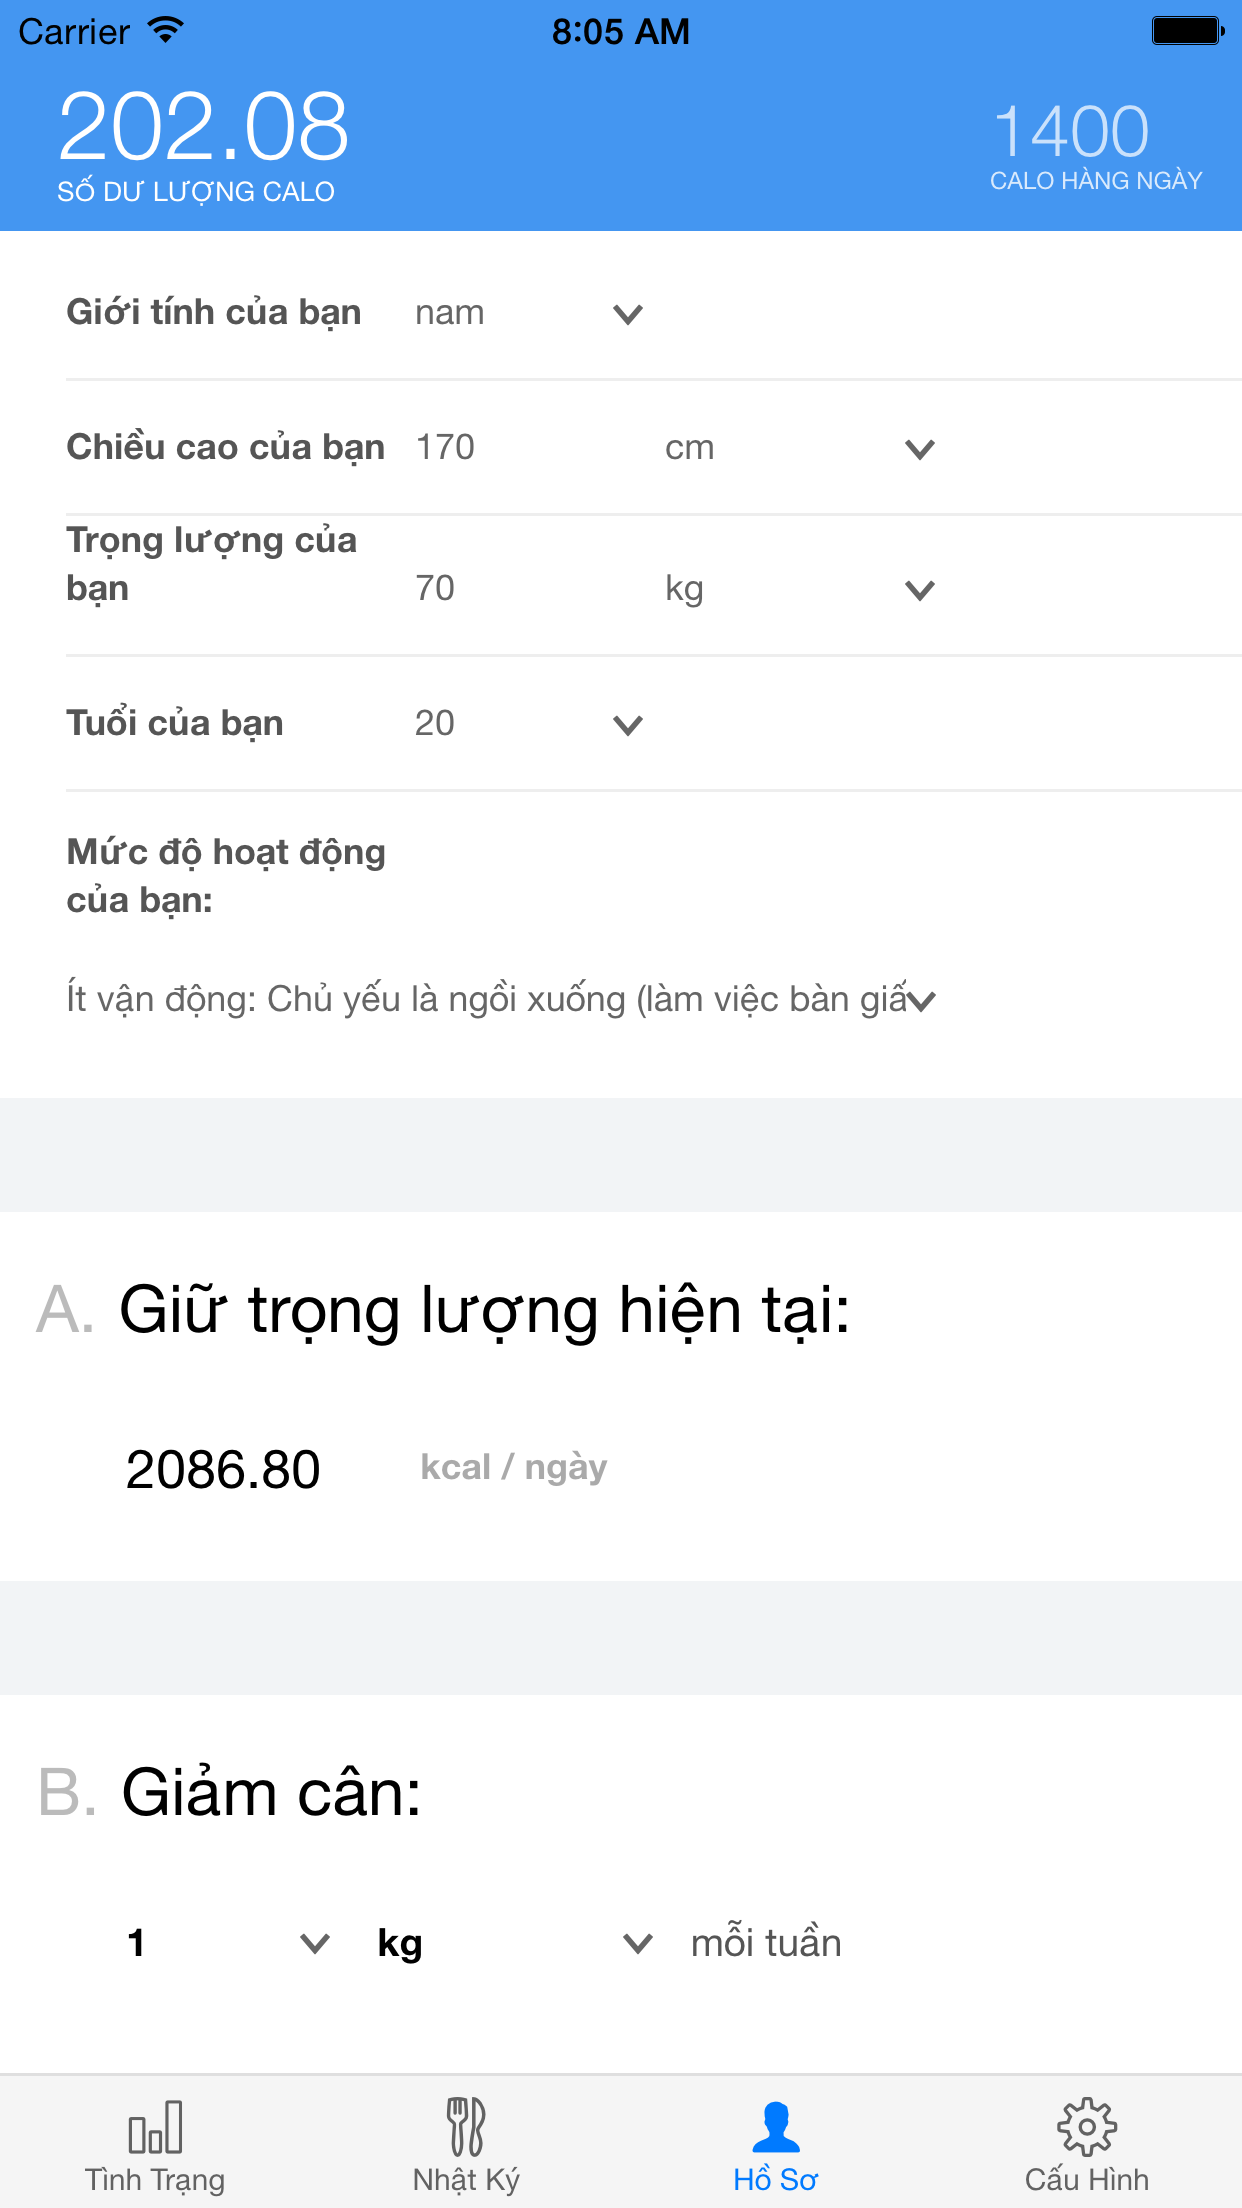 Carrier 8:05 AM
202.08
SỐ DƯ LƯỢNG CALO
1400
CALO HÀNG NGÀY
Giới tính của bạn nam
Chiều cao của bạn 170 cm
Trọng lượng của
bạn 70 kg
Tuổi của bạn 20
Mức độ hoạt động
của bạn:
Ít vận động: Chủ yếu là ngồi xuống (làm việc bàn giấ
A. Giữ trọng lượng hiện tại:
2086.80 kcal / ngày
B. Giảm cân:
1 kg mỗi tuần
Tình Trạng Nhật Ký Hồ Sơ Cấu Hình